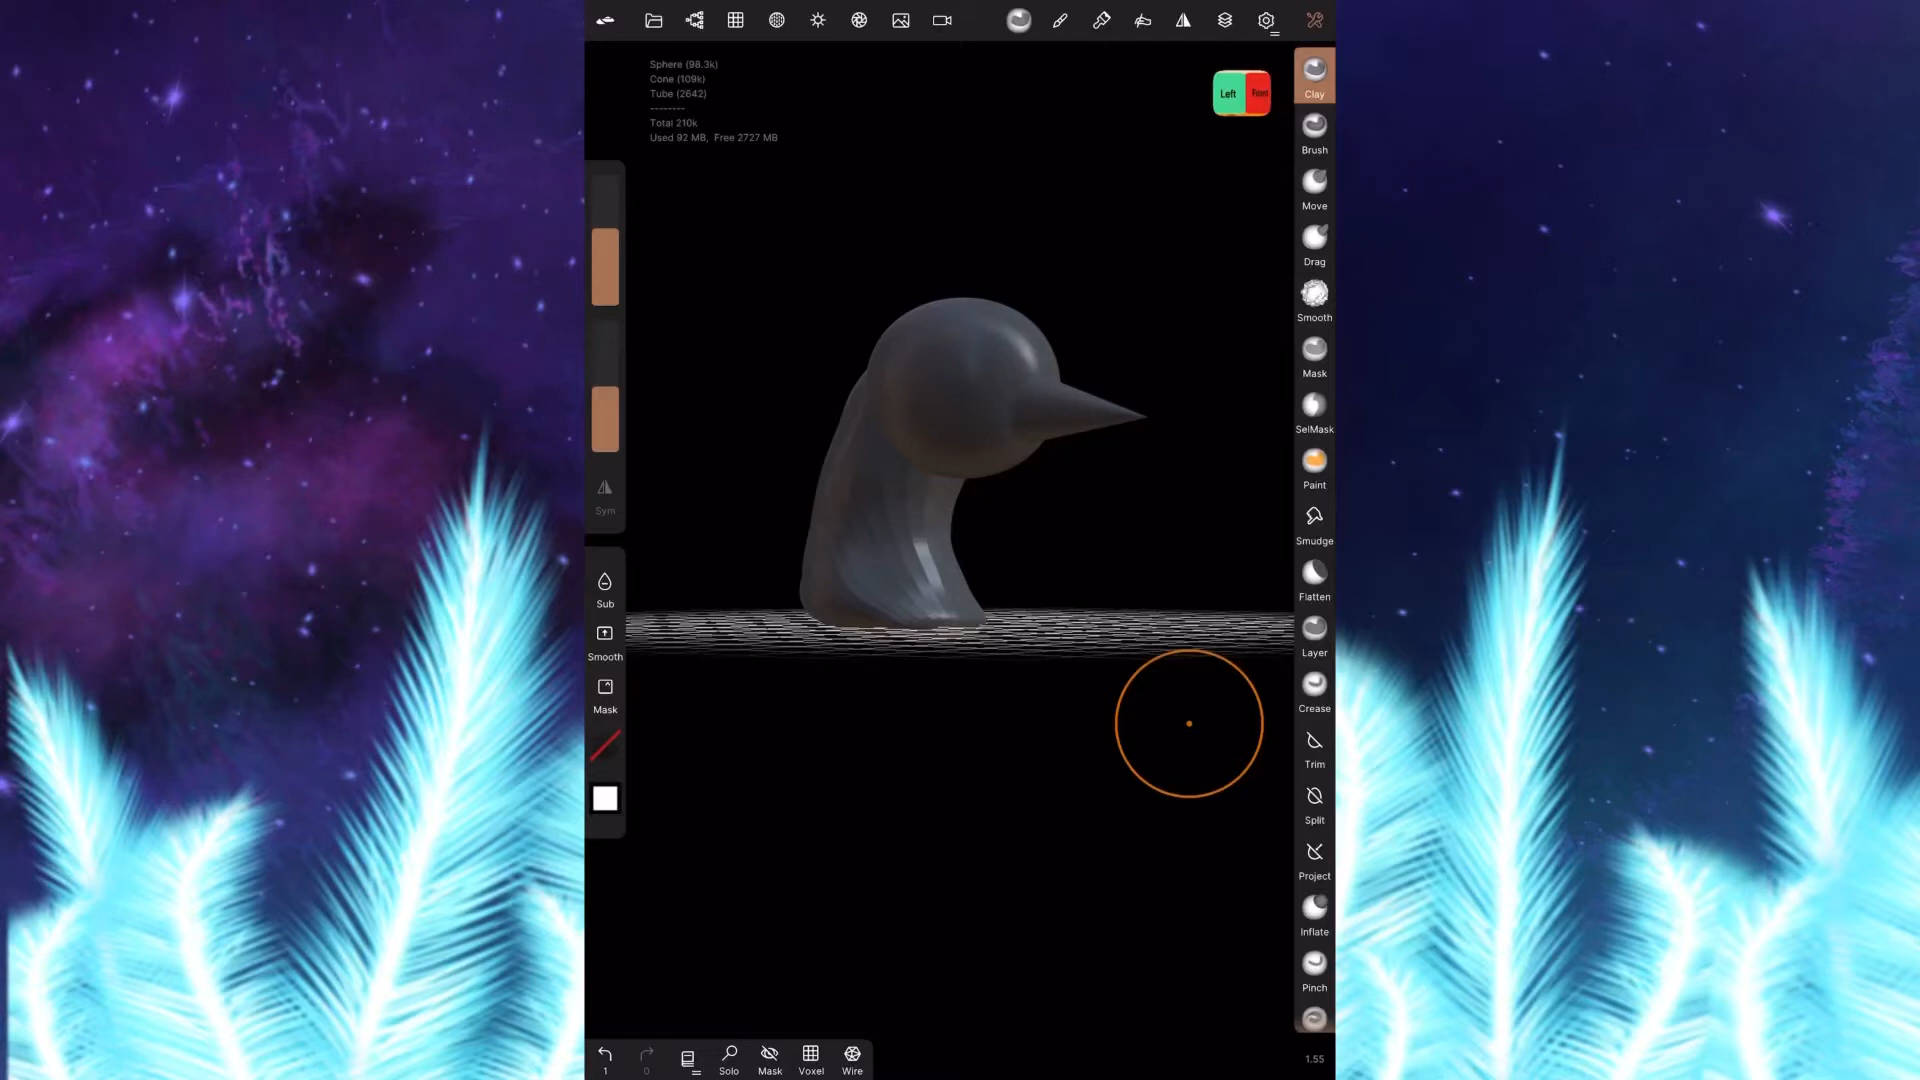 Sphere (98.3k)
Cone (109k)
Tube (2642)
--------
Total 210k
Used 92 MB, Free 2727 MB
Left
Front
Clay
Brush
Move
Drag
Smooth
Mask
SelMask
Paint
Smudge
Flatten
Layer
Crease
Trim
Split
Project
Inflate
Pinch
Sym
Sub
Smooth
Mask
1
0
Solo
Mask
Voxel
Wire
1.55